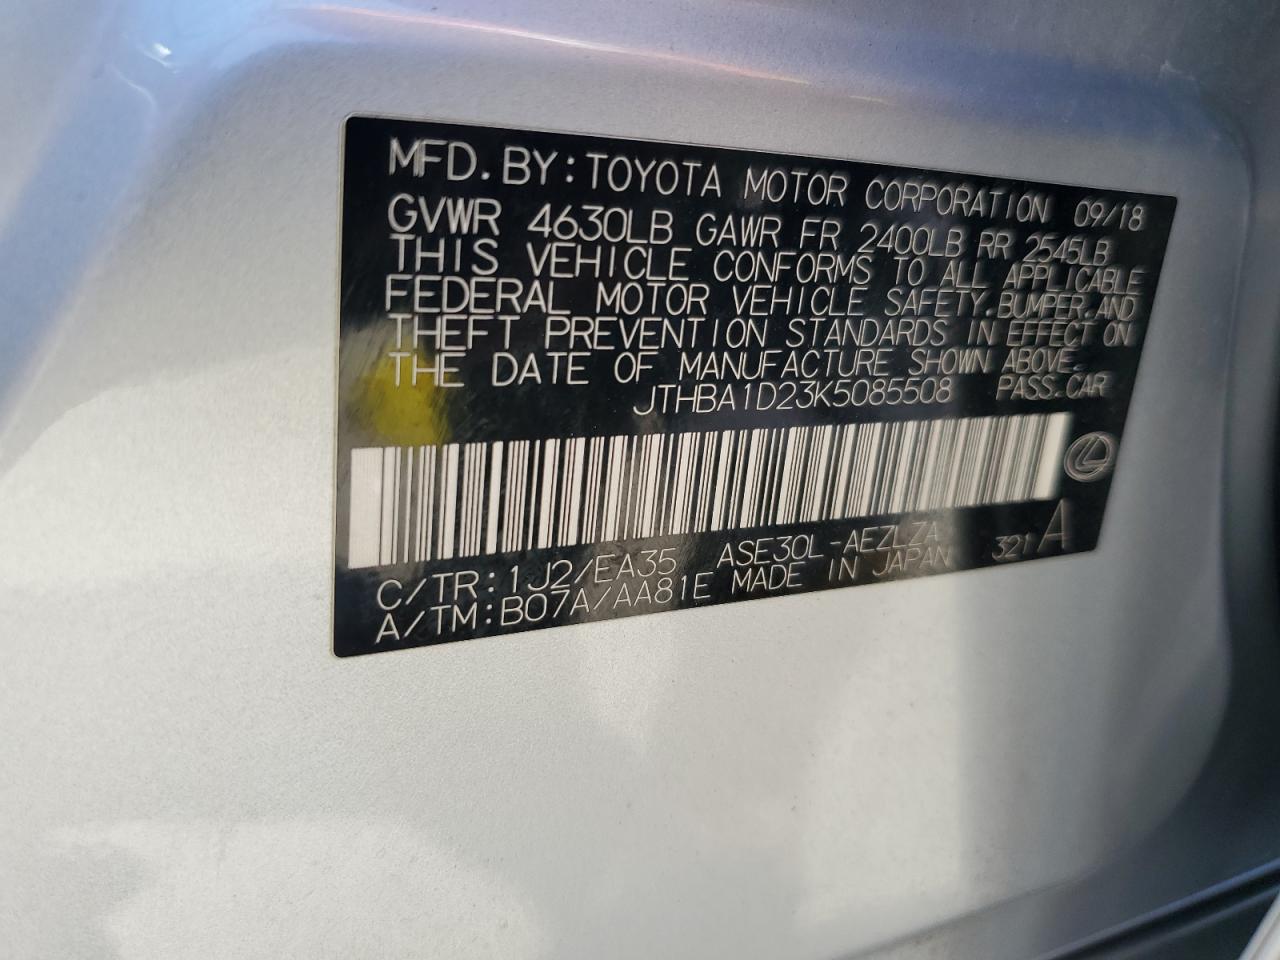 MFD. BY: TOYOTA MOTOR CORPORATION 09/18
GVWR 4630LB GAWR FR 2400LB RR 2545LB
THIS VEHICLE CONFORMS TO ALL APPLICABLE
FEDERAL MOTOR VEHICLE SAFETY, BUMPER, AND
THEFT PREVENTION STANDARDS IN EFFECT ON
THE DATE OF MANUFACTURE SHOWN ABOVE.
JTHBA1D23K5085508 PASS. CAR
C/TR: 1J2/EA35 ASE30L-AEZLZA 321 A
A/TM: B07A/AA81E MADE IN JAPAN